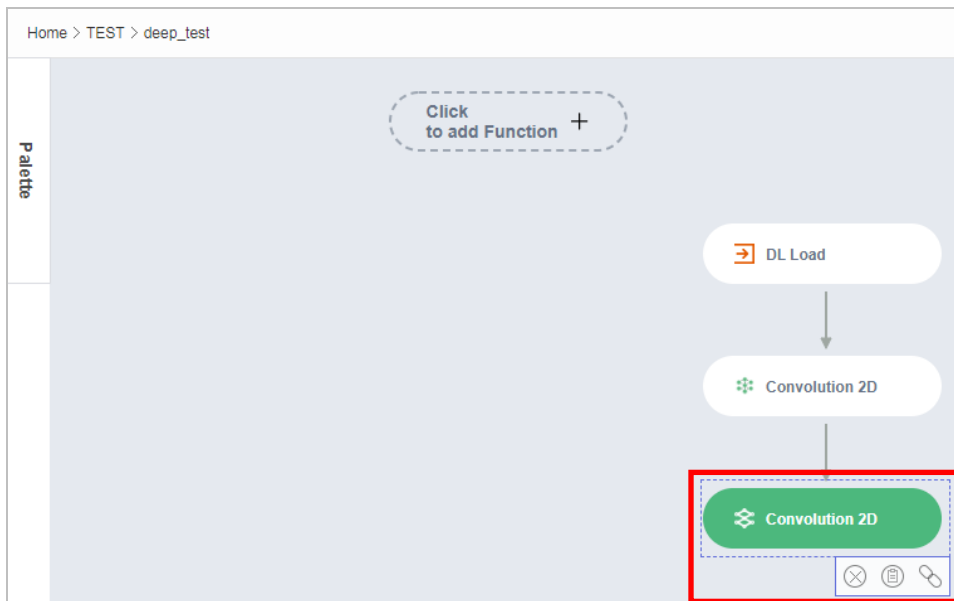 Home > TEST > deep_test
Palette
Click
to add Function +
DL Load
Convolution 2D
Convolution 2D